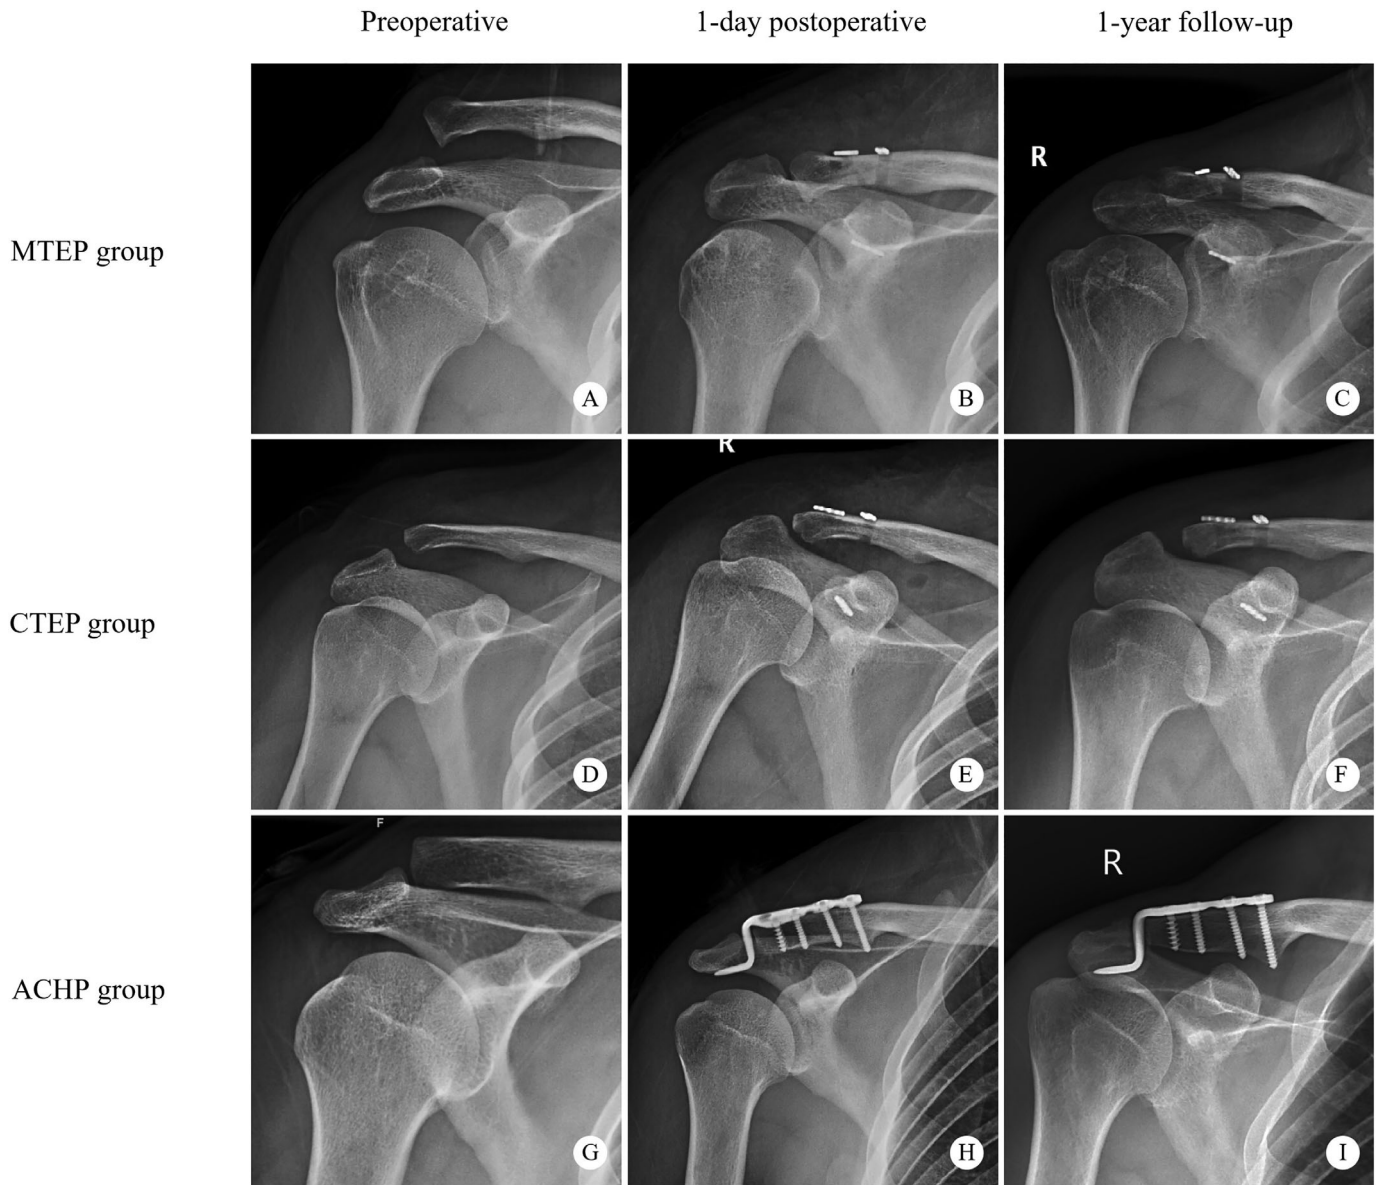 Preoperative 1-day postoperative 1-year follow-up
MTEP group
R
A B C
CTEP group
R
D E F
ACHP group
F
R
G H I